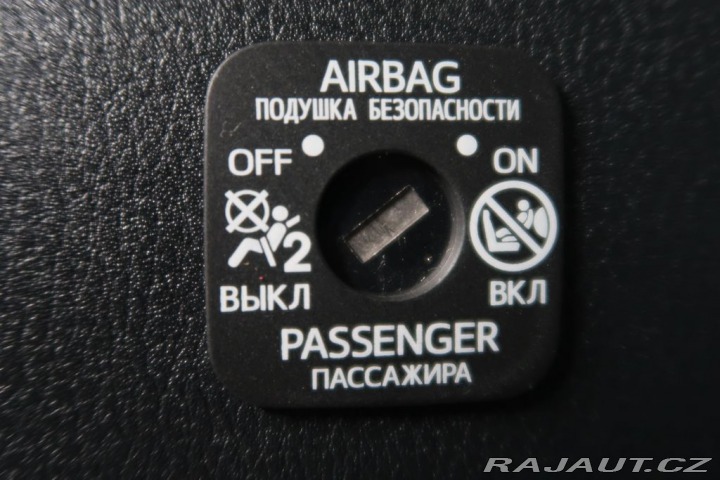 AIRBAG
ПОДУШКА БЕЗОПАСНОСТИ
OFF ON
2
ВЫКЛ ВКЛ
PASSENGER
ПАССАЖИРА
RAJAUT.CZ